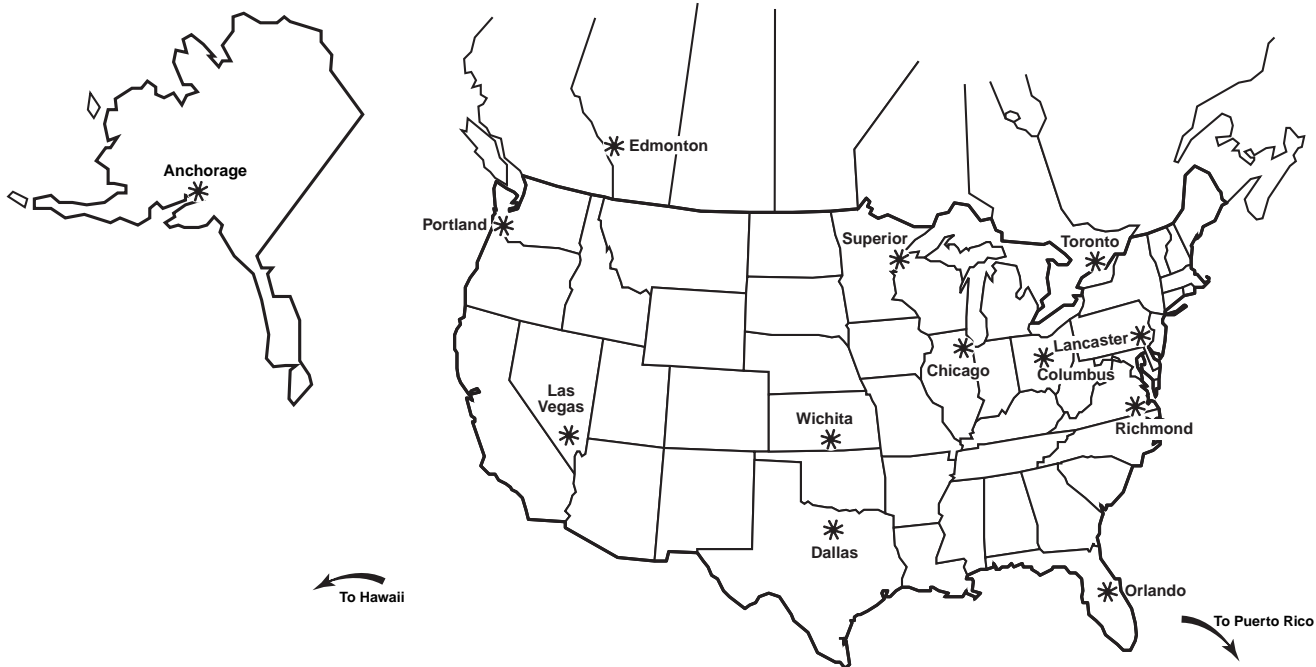 Edmonton
Anchorage
Portland
Superior
Toronto
Lancaster
Chicago
Columbus
Las
Vegas
Wichita
Richmond
Dallas
Orlando
To Hawaii
To Puerto Rico